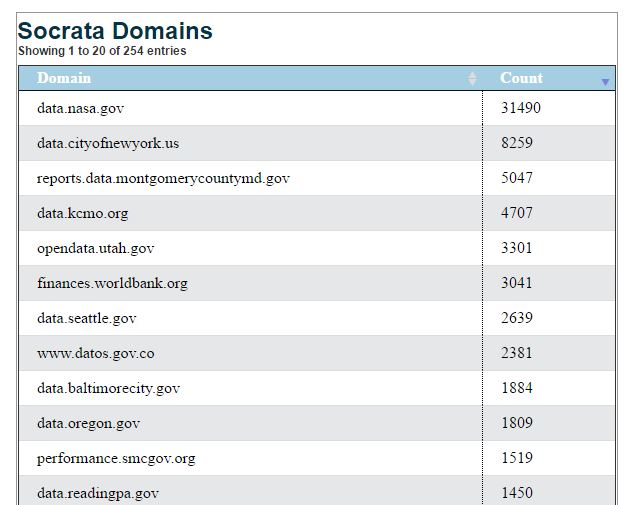 Socrata Domains
Showing 1 to 20 of 254 entries
Domain Count
data.nasa.gov 31490
data.cityofnewyork.us 8259
reports.data.montgomerycountymd.gov 5047
data.kcmo.org 4707
opendata.utah.gov 3301
finances.worldbank.org 3041
data.seattle.gov 2639
www.datos.gov.co 2381
data.baltimorecity.gov 1884
data.oregon.gov 1809
performance.smcgov.org 1519
data.readingpa.gov 1450